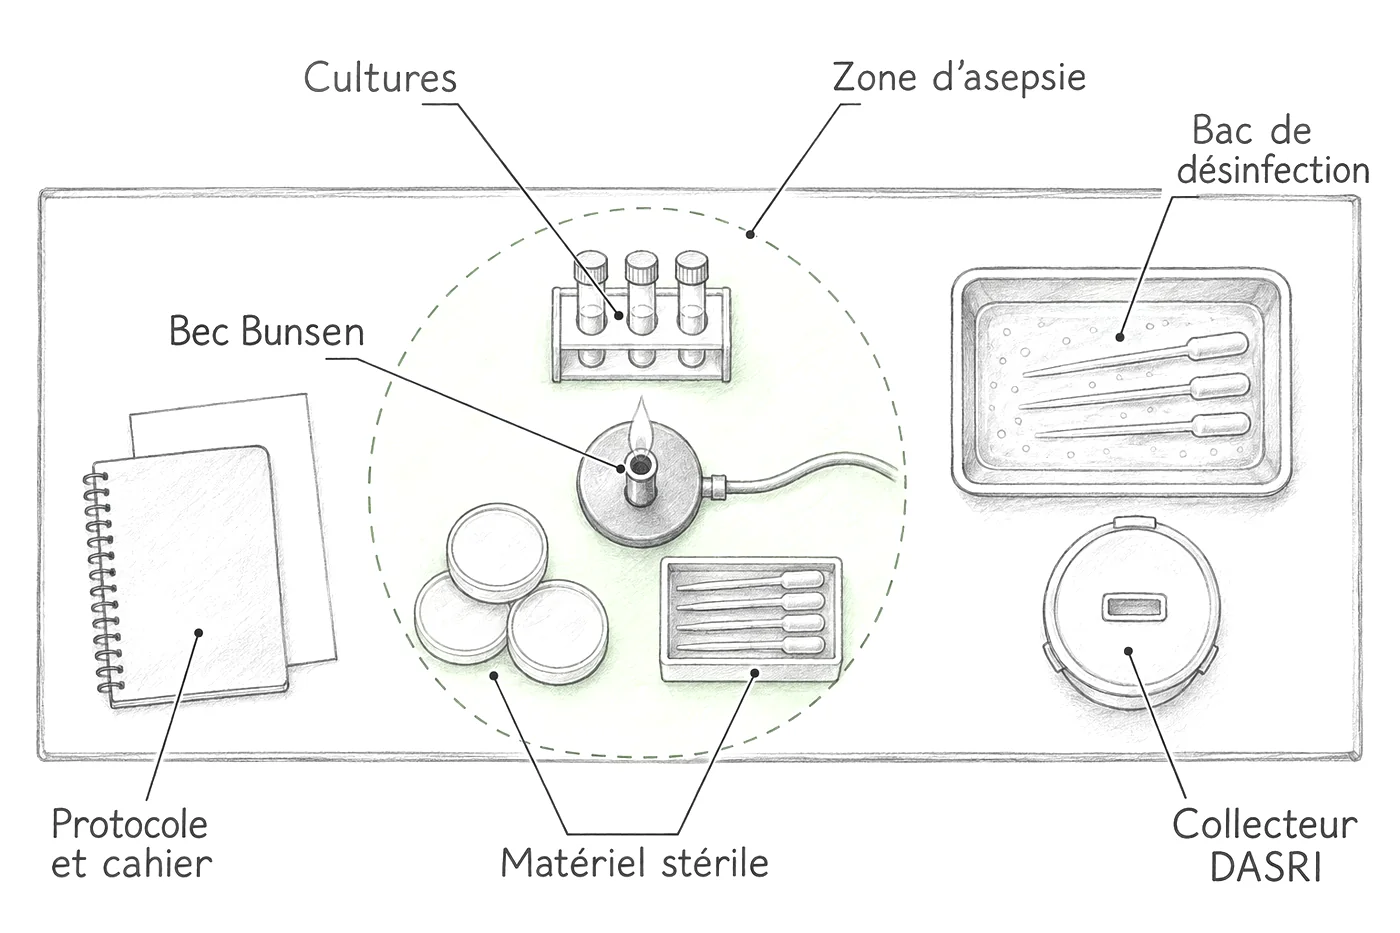 Cultures
Zone d’asepsie
Bac de
désinfection
Bec Bunsen
Protocole
et cahier
Matériel stérile
Collecteur
DASRI